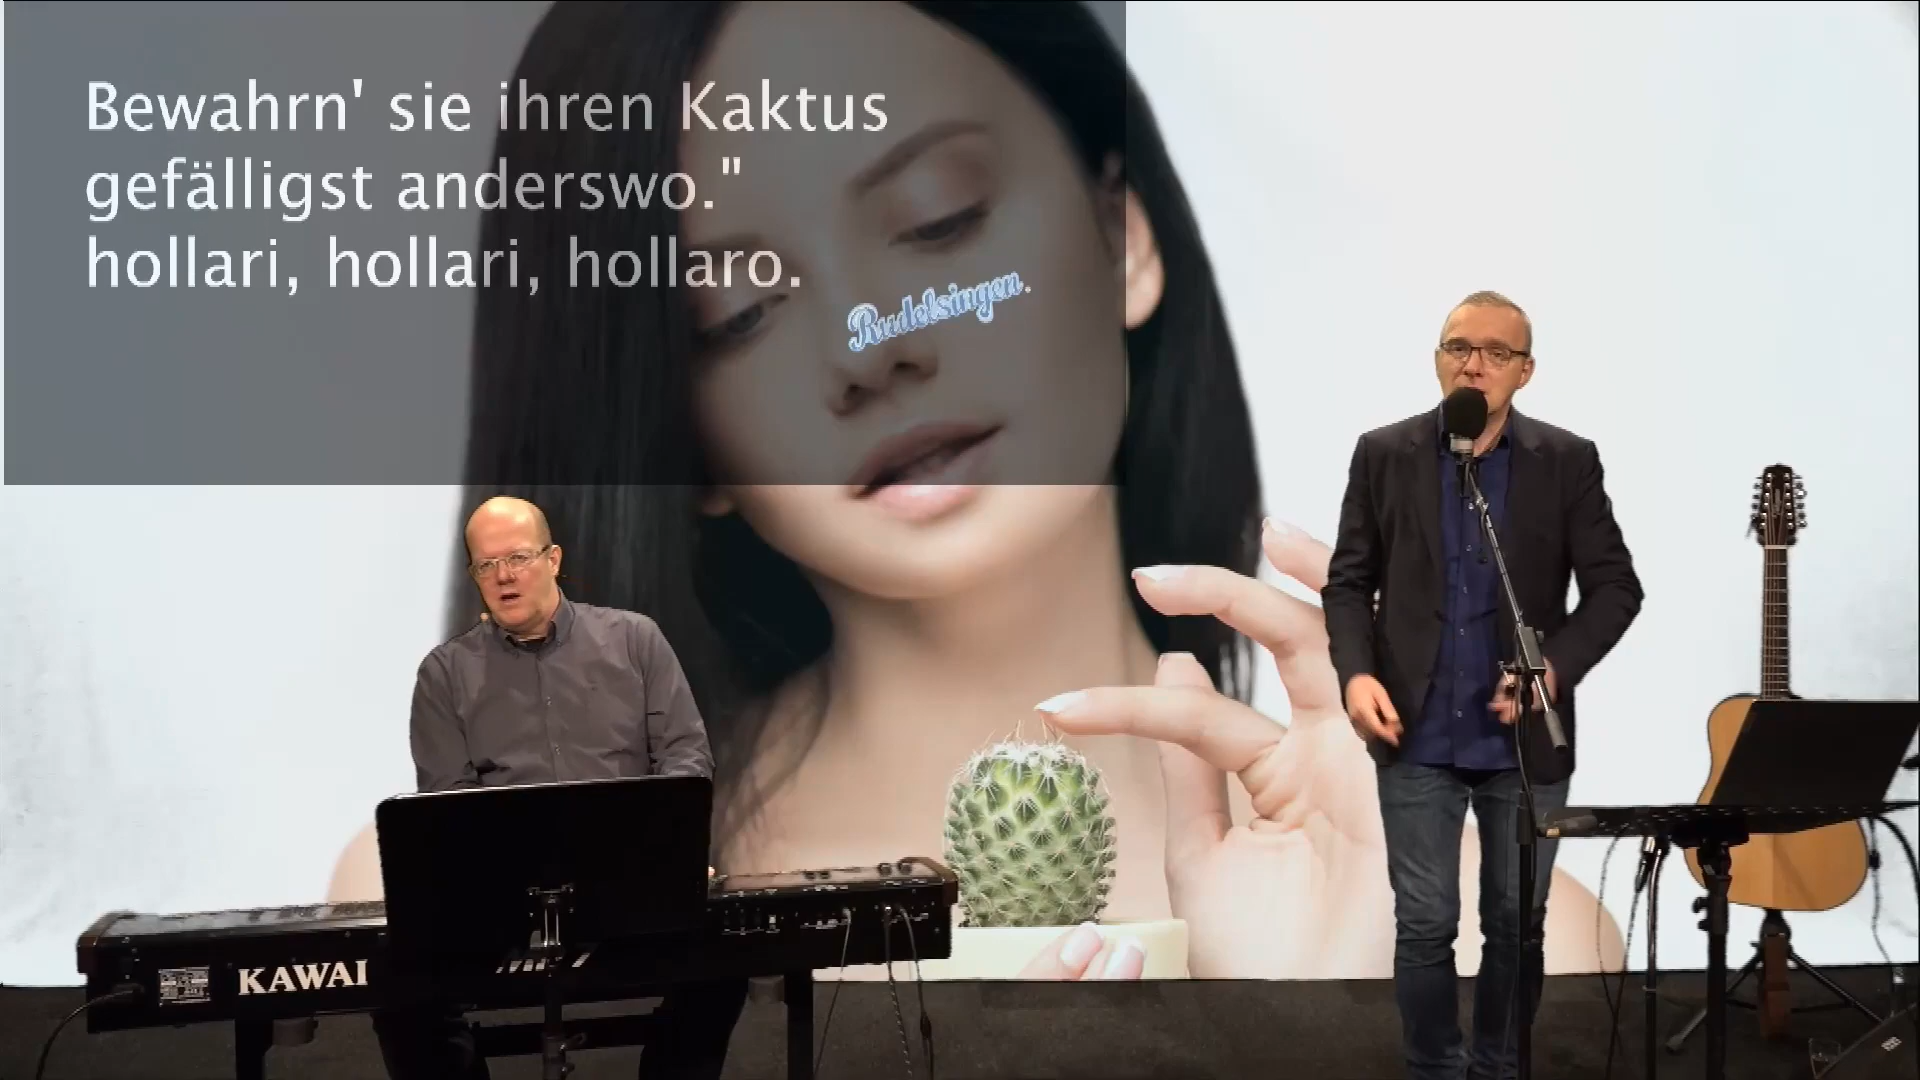 Bewahrn' sie ihren Kaktus
gefälligst anderswo."
hollari, hollari, hollaro.
Rudelsingen.
KAWAI